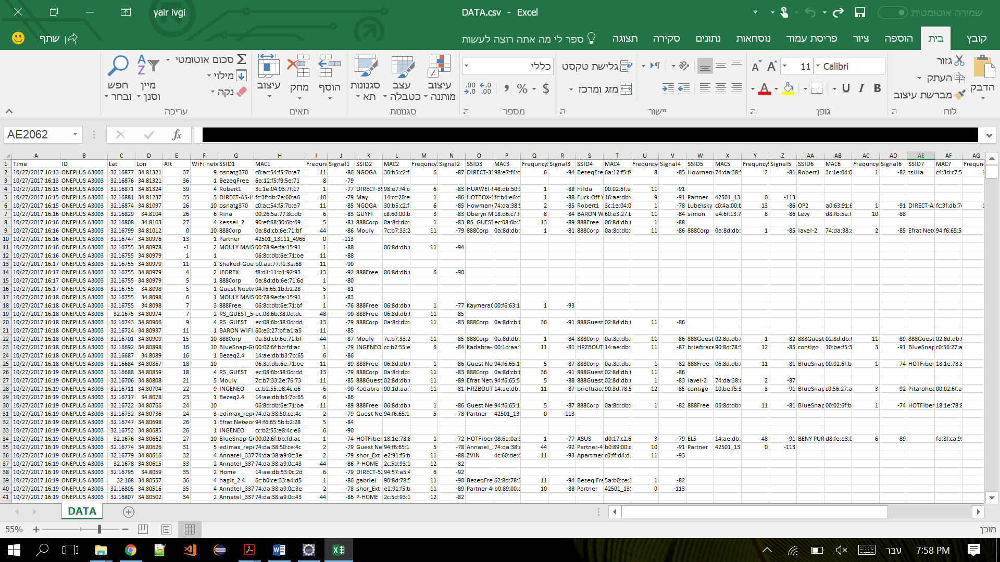 yair ivgi DATA.csv - Excel שמירה אוטומטית
קובץ בית הוספה ציור פריסת עמוד נוסחאות נתונים סקירה תצוגה ספר לי מה אתה רוצה לעשות שתף
גזור העתק מברשת עיצוב הדבק לוח
Calibri 11 B I U גופן
גלישת טקסט מזג ומרכז יישור
כללי $ % מספר
עיצוב מותנה עצב כטבלה סגנונות תא סגנונות
הוסף מחק עיצוב תאים
סכום אוטומטי מילוי נקה מיין וסנן חפש ובחר עריכה
AE2062 fx
A B C D E F G H I J K L M N O P Q R S T U V W X Y Z AA AB AC AD AE AF AG
1 Time ID Lat Lon Alt WiFi netw SSID1 MAC1 Frequnc Signal1 SSID2 MAC2 Frequncy Signal2 SSID3 MAC3 Frequncy Signal3 SSID4 MAC4 Frequncy Signal4 SSID5 MAC5 Frequncy Signal5 SSID6 MAC6 Frequncy Signal6 SSID7 MAC7 Frequnc
2 10/27/2017 16:13 ONEPLUS A3003 32.16877 34.81321 37 9 osnatg370 c0:ac:54:f5:7b:a7 11 -86 NGOGA 30:b5:c2:f 6 -87 DIRECT-35 98:e7:f4:c 6 -94 BezeqFre 6a:12:f5:f9 8 -85 Howmany 74:da:38:5 2 -81 Robert1 3c:1e:04:0 1 -82 tslila c4:3d:c7:5 1
3 10/27/2017 16:13 ONEPLUS A3003 32.16876 34.81321 36 1 BezeqFree 6a:12:f5:f9:5e:71 8 -79
4 10/27/2017 16:15 ONEPLUS A3003 32.16871 34.81324 39 4 Robert1 3c:1e:04:03:7f:17 1 -77 DIRECT-35 98:e7:f4:c 6 -83 HUAWEI-( 48:db:50:3 1 -88 hilda 00:02:6f:e 11 -91
5 10/27/2017 16:15 ONEPLUS A3003 32.16881 34.81237 35 5 DIRECT-A5-H fc:3f:db:7e:60:a6 10 -79 May 14:cc:20:e 1 -86 HOTBOX-I fc:b4:e6:c 1 -88 Fuck Off Y 16:ae:db: 9 -91 Partner 42501_131 0 -113
6 10/27/2017 16:15 ONEPLUS A3003 32.16874 34.81097 26 10 osnatg370 c0:ac:54:f5:7b:a7 11 -85 NGOGA 30:b5:c2:f 6 -85 Howmany 74:da:38:5 2 -85 Robert1 3c:1e:04:0 1 -78 Lubelsky c0:4a:00:b 13 -86 OP2 a0:63:91:6 1 -91 DIRECT-A5 fc:3f:db:7 1
7 10/27/2017 16:16 ONEPLUS A3003 32.16829 34.8104 26 6 Rina 00:26:5a:77:8c:db 6 -83 GUYFI c8:60:00:b 3 -83 Oberyn M 18:d6:c7:f 8 -84 BARON W 60:e3:27:b 11 -84 simon e4:6f:13:7 8 -86 Levy d8:fb:5e:f 10 -88
8 10/27/2017 16:16 ONEPLUS A3003 32.16808 34.8103 27 4 kessel_2 90:ef:68:30:6b:69 5 -81 888Corp 0a:8d:db: 1 -83 RS_GUEST ec:08:6b:3 13 -89 888Free 06:8d:db: 1 -88
9 10/27/2017 16:16 ONEPLUS A3003 32.16799 34.81012 0 10 888Corp 0a:8d:cb:6e:71:bf 44 -86 Mouly 7c:b7:33:2 11 -79 888Corp 0a:8d:db: 1 -81 888Corp 0a:8d:db: 11 -86 888Corp 0a:8d:db: 1 -85 lavel-2 74:da:38:a 2 -85 Efrat Netw 94:f6:65:5
10 10/27/2017 16:16 ONEPLUS A3003 32.16747 34.80976 13 1 Partner 42501_13111_4966 0 -113
11 10/27/2017 16:16 ONEPLUS A3003 32.16755 34.80978 -1 2 MOULY MAIS 00:78:9e:fa:15:91 1 -88 06:8d:db: 11 -94
12 10/27/2017 16:16 ONEPLUS A3003 32.16755 34.80979 1 1 06:8d:db:6e:71:be 11 -88
13 10/27/2017 16:17 ONEPLUS A3003 32.16755 34.80979 11 1 Shaked-Gue b0:aa:77:f1:3a:68 11 -90
14 10/27/2017 16:17 ONEPLUS A3003 32.16755 34.80979 4 2 iFOREX f8:d1:11:b1:92:93 13 -92 888Free 06:8d:db: 6 -90
15 10/27/2017 16:17 ONEPLUS A3003 32.16755 34.80979 5 1 888Corp 0a:8d:db:6e:71:6d 1 -80
16 10/27/2017 16:17 ONEPLUS A3003 32.16755 34.8098 5 1 Guest Neetw 94:f6:65:1b:b2:28 5 -81
17 10/27/2017 16:18 ONEPLUS A3003 32.16755 34.8098 6 1 MOULY MAIS 00:78:9e:fa:15:91 1 -83
18 10/27/2017 16:18 ONEPLUS A3003 32.16755 34.8098 7 3 888Free 06:8d:db:6e:71:bf 1 -76 888Free 06:8d:db: 1 -77 KaymeraC 00:f6:63:1 1 -93
19 10/27/2017 16:18 ONEPLUS A3003 32.1675 34.80974 7 2 RS_GUEST_5 ec:08:6b:38:0d:dc 48 -90 888Free 06:8d:db: 11 -85
20 10/27/2017 16:18 ONEPLUS A3003 32.16743 34.80966 9 4 RS_GUEST ec:08:6b:38:0d:dd 13 -79 888Corp 0a:8d:db: 11 -83 888Corp 0a:8d:cb:6 36 -91 888Guest 02:8d:db: 11 -86
21 10/27/2017 16:18 ONEPLUS A3003 32.16724 34.80937 11 1 BARON WIFI 60:e3:27:bf:a1:a5 11 -85
22 10/27/2017 16:18 ONEPLUS A3003 32.16701 34.80909 15 10 888Corp 0a:8d:cb:6e:71:bf 44 -87 Mouly 7c:b7:33:2 11 -85 888Corp 0a:8d:db: 1 -84 888Corp 0a:8d:db: 11 -86 888Guest 02:8d:db: 1 -82 888Guest 02:8d:db: 11 -89 888Guest 02:8d:db:
23 10/27/2017 16:18 ONEPLUS A3003 32.16692 34.80898 16 10 BlueSnap-G 00:02:6f:bb:fd:ac 1 -79 INGENEO cc:b2:55:e 6 -84 Kadabra- 00:1d:aa: 11 -81 HRZBOUT 14:ae:db: 11 -87 brieftrace 90:8d:78:5 12 -85 contigo 10:be:f5:3 3 -91 BlueSnap c0:56:27:a
24 10/27/2017 16:18 ONEPLUS A3003 32.16687 34.8089 16 1 Bezeq2.4 14:ae:db:b3:7b:65 6 -86
25 10/27/2017 16:18 ONEPLUS A3003 32.16684 34.80867 18 10 06:8d:db:6e:71:be 11 -89 888Free 06:8d:db: 1 -86 Guest Ne 94:f6:65:1 5 -87 888Corp 0a:8d:db: 1 -82 888Free 06:8d:db: 11 -81 BlueSnap 00:02:6f:b 1 -74 HOTFiber 18:1e:78:8
26 10/27/2017 16:19 ONEPLUS A3003 32.16688 34.80859 18 4 RS_GUEST ec:08:6b:38:0d:dd 13 -79 888Corp 0a:8d:db: 11 -83 888Corp 0a:8d:cb:6 36 -91 888Guest 02:8d:db: 11 -86
27 10/27/2017 16:19 ONEPLUS A3003 32.16706 34.80808 21 5 Mouly 7c:b7:33:2e:76:73 11 -85 888Guest 02:8d:db: 11 -89 Efrat Netw 94:f6:65:5 5 -88 888Guest 02:8d:db: 1 -83 lavel-2 74:da:38:a 2 -87
28 10/27/2017 16:19 ONEPLUS A3003 32.16711 34.80794 22 9 INGENEO cc:b2:55:e8:4c:e6 6 -90 Kadabra- 00:1d:aa: 11 -81 HRZBOUT 14:ae:db: 11 -87 brieftrace 90:8d:78:5 12 -85 contigo 10:be:f5:3 3 -91 BlueSnap c0:56:27:a 3 -92 Pitarohec 00:02:6f:a
29 10/27/2017 16:19 ONEPLUS A3003 32.16717 34.8078 23 1 Bezeq2.4 14:ae:db:b3:7b:65 6 -86
30 10/27/2017 16:19 ONEPLUS A3003 32.16722 34.80766 24 10 06:8d:db:6e:71:be 11 -89 888Free 06:8d:db: 1 -86 Guest Ne 94:f6:65:1 5 -87 888Corp 0a:8d:db: 1 -82 888Free 06:8d:db: 11 -81 BlueSnap 00:02:6f:b 1 -74 HOTFiber 18:1e:78:8
31 10/27/2017 16:19 ONEPLUS A3003 32.16732 34.80736 24 3 edimax_rep 74:da:38:50:ce:4c 2 -79 Guest Ne 94:f6:65:1 5 -78 Partner 42501_131 0 -113
32 10/27/2017 16:19 ONEPLUS A3003 32.16747 34.80698 26 1 Efrat Networ 94:f6:65:5b:b2:28 5 -84
33 10/27/2017 16:19 ONEPLUS A3003 32.16752 34.80685 26 1 INGENEO cc:b2:55:e8:4c:e6 6 -90
34 10/27/2017 16:19 ONEPLUS A3003 32.1676 34.80662 27 10 BlueSnap-G 00:02:6f:bb:fd:ac 1 -74 HOTFiber 18:1e:78:8 1 -72 HOTFiber 08:6a:0a:3 1 -77 ASUS d0:17:c2:6 3 -79 EL5 14:ae:db: 48 -91 BENY PUR d8:fe:e3:0 6 -89 fa:8f:ca:9
35 10/27/2017 16:19 ONEPLUS A3003 32.16774 34.80626 31 5 edimax_rep 74:da:38:50:ce:4c 2 -79 Guest Ne 94:f6:65:1 5 -78 Annatel_ 74:da:38:a 44 -92 Partner-4 b0:89:00:c 10 -91 Partner 42501_131 0 -113
36 10/27/2017 16:19 ONEPLUS A3003 32.16779 34.80616 32 4 Annatel_337 74:da:38:a9:0c:3e 2 -79 shor_Ext e2:91:f5:b 11 -88 ZVIN 4c:60:de:4 11 -93 Apartmer c0:ff:d4:d 11 -93
37 10/27/2017 16:19 ONEPLUS A3003 32.1678 34.80615 33 2 Annatel_337 74:da:38:a9:0c:43 44 -86 P-HOME 2c:5d:93:1 12 -82
38 10/27/2017 16:19 ONEPLUS A3003 32.16795 34.8059 35 2 Home 14:ae:db:53:0c:2d 6 -79 DIRECT-52 94:57:a5:4 6 -92
39 10/27/2017 16:19 ONEPLUS A3003 32.168 34.80557 36 4 hagit_2.4 6c:b0:ce:33:a4:d5 1 -86 gabriel 90:8d:78:5 11 -90 BezeqFre 62:8d:78:5 11 -94 Bezeq Fre 5a:b0:ce:3 1 -82
40 10/27/2017 16:19 ONEPLUS A3003 32.16805 34.80516 35 4 Annatel_337 74:da:38:a9:0c:3e 2 -78 shor_Ext e2:91:f5:b 11 -89 Partner-4 b0:89:00:c 10 -88 Partner 42501_131 0 -113
41 10/27/2017 16:19 ONEPLUS A3003 32.16807 34.80502 34 2 Annatel_337 74:da:38:a9:0c:43 44 -86 P-HOME 2c:5d:93:1 12 -82
DATA
55% מוכן
עבר 7:58 PM